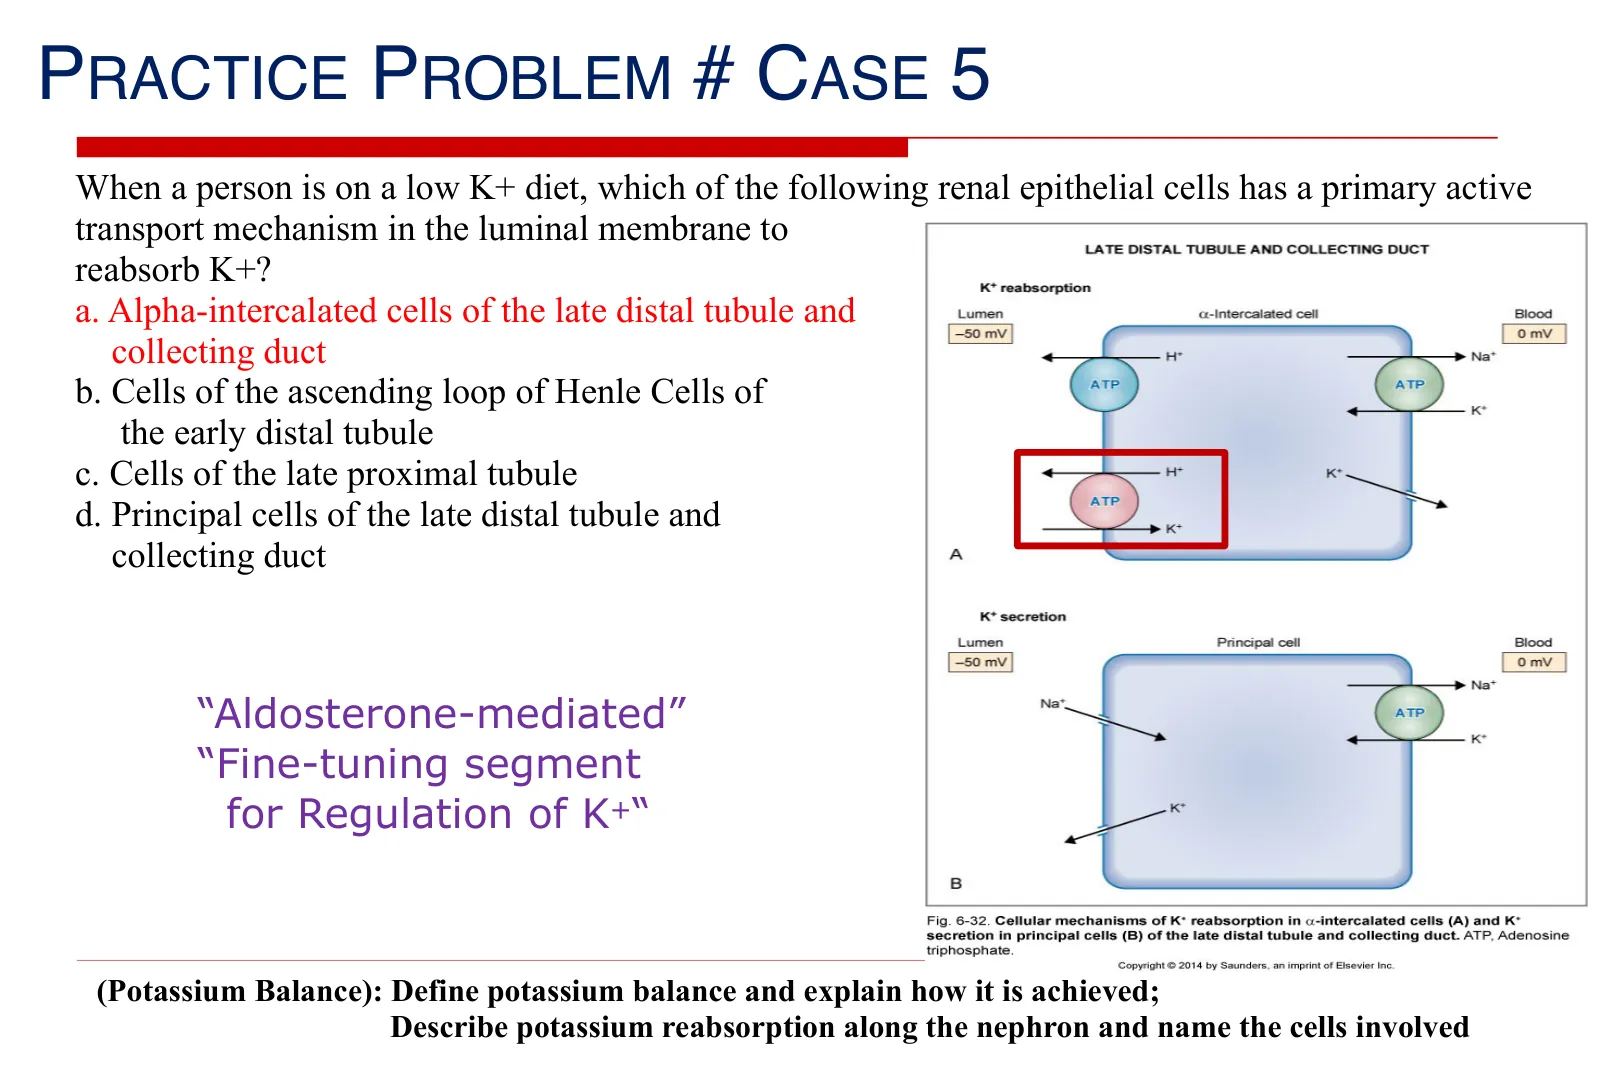 PRACTICE PROBLEM # CASE 5
When a person is on a low K+ diet, which of the following renal epithelial cells has a primary active
transport mechanism in the luminal membrane to
reabsorb K+?
a. Alpha-intercalated cells of the late distal tubule and
collecting duct
b. Cells of the ascending loop of Henle Cells of
the early distal tubule
c. Cells of the late proximal tubule
d. Principal cells of the late distal tubule and
collecting duct
“Aldosterone-mediated”
“Fine-tuning segment
for Regulation of K+“
LATE DISTAL TUBULE AND COLLECTING DUCT
K+ reabsorption
Lumen
α-Intercalated cell
Blood
–50 mV
0 mV
H+
Na+
ATP
ATP
K+
H+
K+
ATP
K+
A
K+ secretion
Lumen
Principal cell
Blood
–50 mV
0 mV
Na+
Na+
ATP
K+
K+
B
Fig. 6-32. Cellular mechanisms of K+ reabsorption in α-intercalated cells (A) and K+
secretion in principal cells (B) of the late distal tubule and collecting duct. ATP, Adenosine
triphosphate.
Copyright © 2014 by Saunders, an imprint of Elsevier Inc.
(Potassium Balance): Define potassium balance and explain how it is achieved;
Describe potassium reabsorption along the nephron and name the cells involved